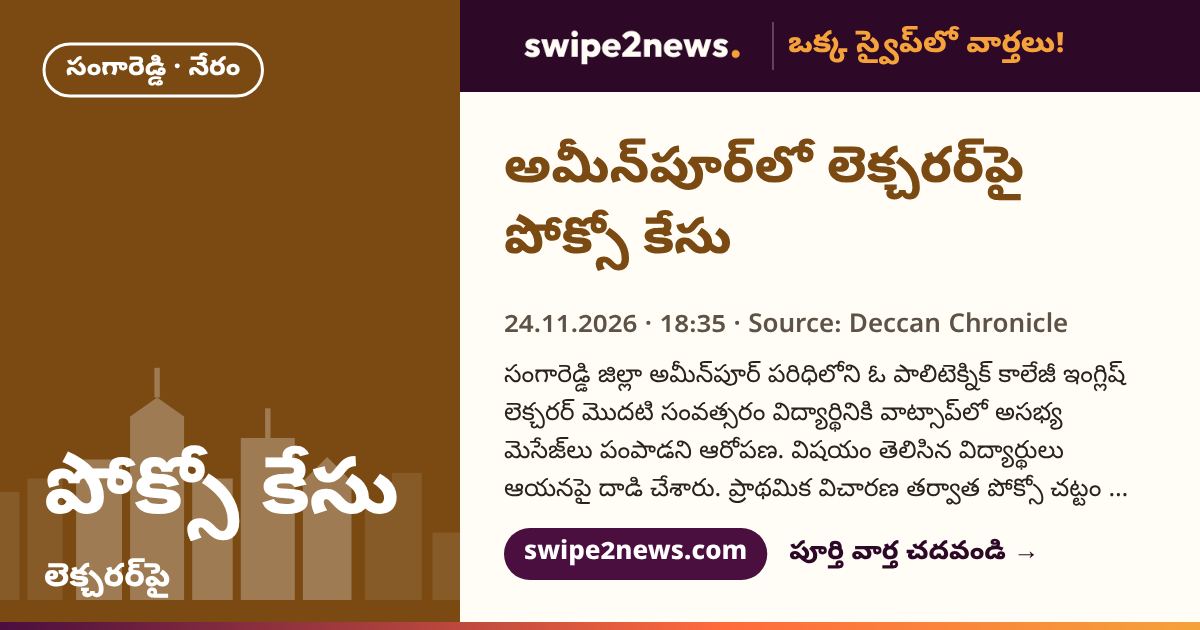 సంగారెడ్డి · నేరం
పోక్సో కేసు
లెక్చరర్‌పై
swipe2news.
ఒక్క స్వైప్‌లో వార్తలు!
అమీన్‌పూర్‌లో లెక్చరర్‌పై
పోక్సో కేసు
24.11.2026 · 18:35 · Source: Deccan Chronicle
సంగారెడ్డి జిల్లా అమీన్‌పూర్ పరిధిలోని ఓ పాలిటెక్నిక్ కాలేజీ ఇంగ్లిష్
లెక్చరర్ మొదటి సంవత్సరం విద్యార్థినికి వాట్సాప్‌లో అసభ్య
మెసేజ్‌లు పంపాడని ఆరోపణ. విషయం తెలిసిన విద్యార్థులు
ఆయనపై దాడి చేశారు. ప్రాథమిక విచారణ తర్వాత పోక్సో చట్టం ...
swipe2news.com
పూర్తి వార్త చదవండి →